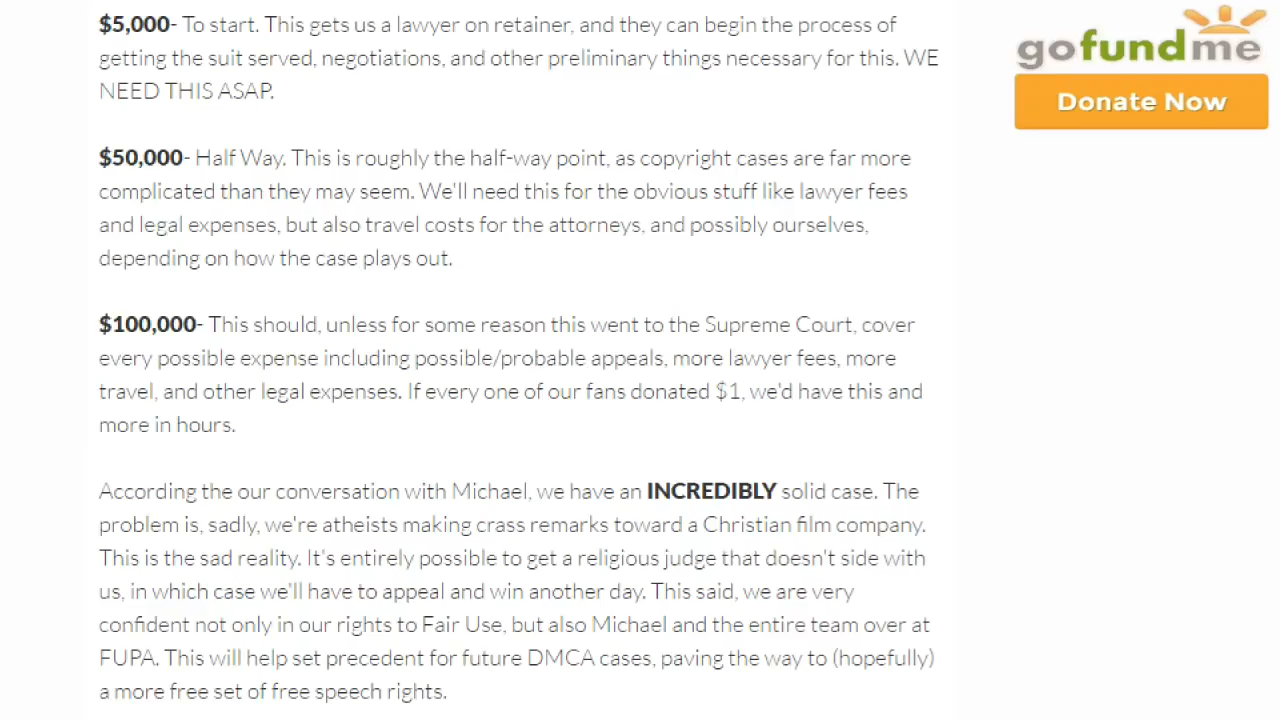 $5,000- To start. This gets us a lawyer on retainer, and they can begin the process of
getting the suit served, negotiations, and other preliminary things necessary for this. WE
NEED THIS ASAP.
gofundme
Donate Now
$50,000- Half Way. This is roughly the half-way point, as copyright cases are far more
complicated than they may seem. We'll need this for the obvious stuff like lawyer fees
and legal expenses, but also travel costs for the attorneys, and possibly ourselves,
depending on how the case plays out.
$100,000- This should, unless for some reason this went to the Supreme Court, cover
every possible expense including possible/probable appeals, more lawyer fees, more
travel, and other legal expenses. If every one of our fans donated $1, we'd have this and
more in hours.
According the our conversation with Michael, we have an INCREDIBLY solid case. The
problem is, sadly, we're atheists making crass remarks toward a Christian film company.
This is the sad reality. It's entirely possible to get a religious judge that doesn't side with
us, in which case we'll have to appeal and win another day. This said, we are very
confident not only in our rights to Fair Use, but also Michael and the entire team over at
FUPA. This will help set precedent for future DMCA cases, paving the way to (hopefully)
a more free set of free speech rights.